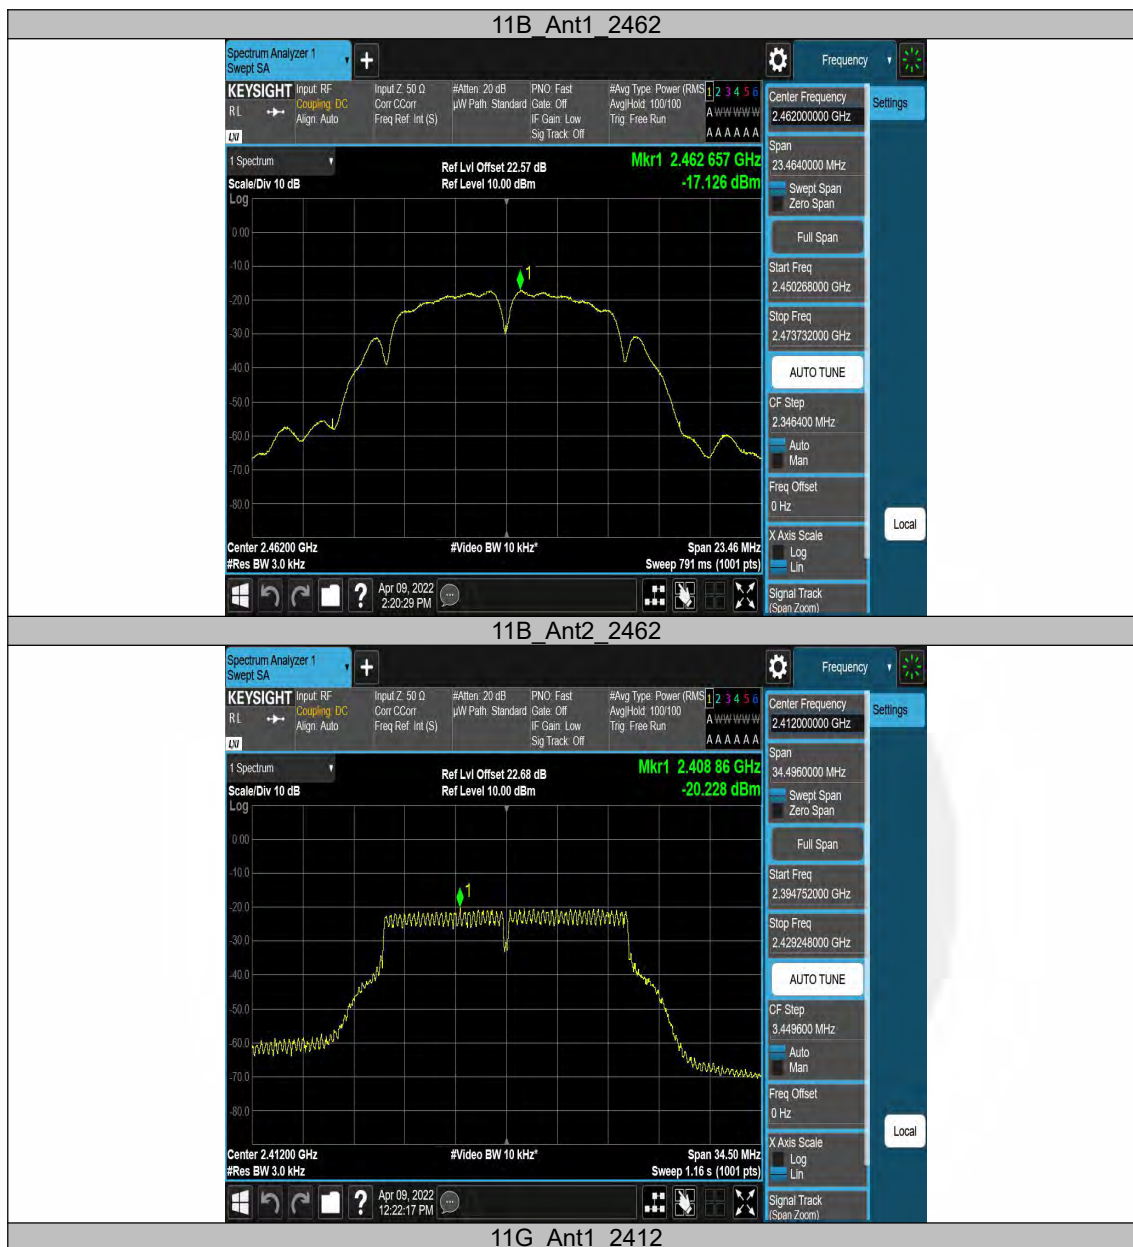 11B_Ant1_2462
Spectrum Analyzer 1
Swept SA
Frequency
KEYSIGHT
RL
LXI
Input: RF
Coupling: DC
Align: Auto
Input Z: 50 Ω
Corr CCorr
Freq Ref: Int (S)
#Atten: 20 dB
µW Path: Standard
PNO: Fast
Gate: Off
IF Gain: Low
Sig Track: Off
#Avg Type: Power (RMS
Avg|Hold: 100/100
Trig: Free Run
1 2 3 4 5 6
A W W W W W
A A A A A A
Center Frequency
2.462000000 GHz
Settings
Span
23.4640000 MHz
Swept Span
Zero Span
Full Span
Start Freq
2.450268000 GHz
Stop Freq
2.473732000 GHz
AUTO TUNE
CF Step
2.346400 MHz
Auto
Man
Freq Offset
0 Hz
X Axis Scale
Log
Lin
Signal Track
(Span Zoom)
Local
1 Spectrum
Scale/Div 10 dB
Ref Lvl Offset 22.57 dB
Ref Level 10.00 dBm
Mkr1 2.462 657 GHz
-17.126 dBm
Log
0.00
-10.0
-20.0
-30.0
-40.0
-50.0
-60.0
-70.0
-80.0
1
Center 2.46200 GHz
#Video BW 10 kHz*
Span 23.46 MHz
#Res BW 3.0 kHz
Sweep 791 ms (1001 pts)
?
Apr 09, 2022
2:20:29 PM
11B_Ant2_2462
Spectrum Analyzer 1
Swept SA
Frequency
KEYSIGHT
RL
LXI
Input: RF
Coupling: DC
Align: Auto
Input Z: 50 Ω
Corr CCorr
Freq Ref: Int (S)
#Atten: 20 dB
µW Path: Standard
PNO: Fast
Gate: Off
IF Gain: Low
Sig Track: Off
#Avg Type: Power (RMS
Avg|Hold: 100/100
Trig: Free Run
1 2 3 4 5 6
A W W W W W
A A A A A A
Center Frequency
2.412000000 GHz
Settings
Span
34.4960000 MHz
Swept Span
Zero Span
Full Span
Start Freq
2.394752000 GHz
Stop Freq
2.429248000 GHz
AUTO TUNE
CF Step
3.449600 MHz
Auto
Man
Freq Offset
0 Hz
X Axis Scale
Log
Lin
Signal Track
(Span Zoom)
Local
1 Spectrum
Scale/Div 10 dB
Ref Lvl Offset 22.68 dB
Ref Level 10.00 dBm
Mkr1 2.408 86 GHz
-20.228 dBm
Log
0.00
-10.0
-20.0
-30.0
-40.0
-50.0
-60.0
-70.0
-80.0
1
Center 2.41200 GHz
#Video BW 10 kHz*
Span 34.50 MHz
#Res BW 3.0 kHz
Sweep 1.16 s (1001 pts)
?
Apr 09, 2022
12:22:17 PM
11G_Ant1_2412